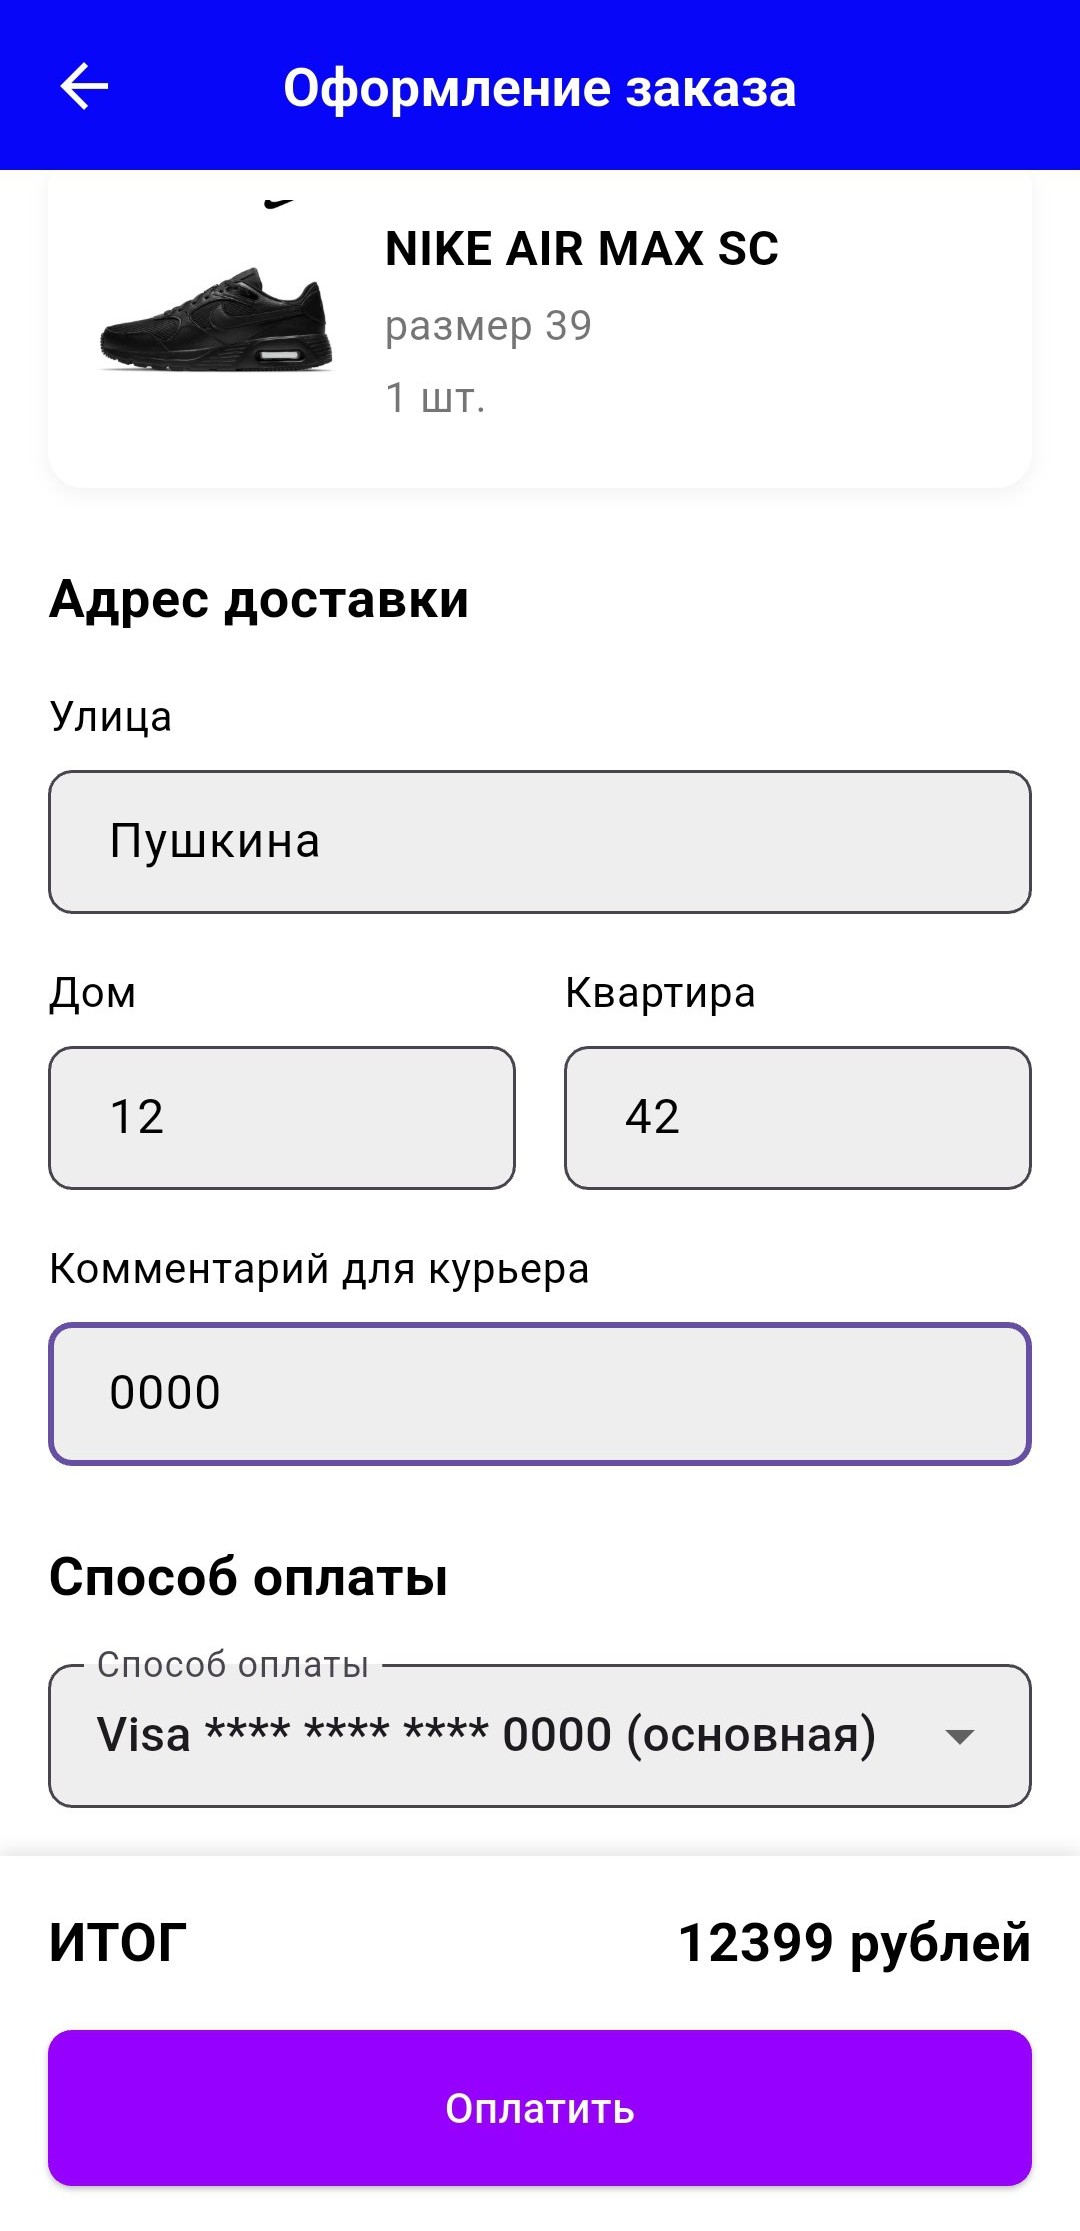 Оформление заказа
NIKE AIR MAX SC
размер 39
1 шт.
Адрес доставки
Улица
Пушкина
Дом
Квартира
12
42
Комментарий для курьера
0000
Способ оплаты
Способ оплаты
Visa **** **** **** 0000 (основная)
ИТОГ
12399 рублей
Оплатить